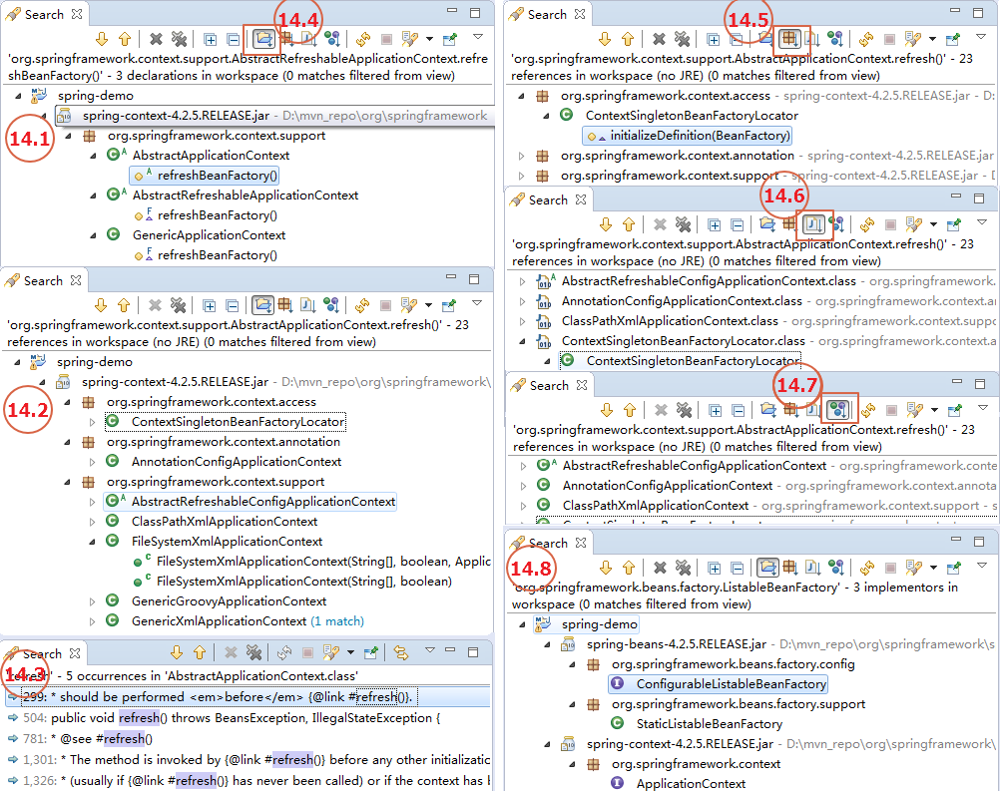 Search
14.4
'org.springframework.context.support.AbstractRefreshableApplicationContext.refre
shBeanFactory()' - 3 declarations in workspace (0 matches filtered from view)
spring-demo
spring-context-4.2.5.RELEASE.jar - D:\mvn_repo\org\springframework
14.1
org.springframework.context.support
AbstractApplicationContext
refreshBeanFactory()
AbstractRefreshableApplicationContext
refreshBeanFactory()
GenericApplicationContext
refreshBeanFactory()
Search
'org.springframework.context.support.AbstractApplicationContext.refresh()' - 23
references in workspace (no JRE) (0 matches filtered from view)
spring-demo
spring-context-4.2.5.RELEASE.jar - D:\mvn_repo\org\springframework\
14.2
org.springframework.context.access
ContextSingletonBeanFactoryLocator
org.springframework.context.annotation
AnnotationConfigApplicationContext
org.springframework.context.support
AbstractRefreshableConfigApplicationContext
ClassPathXmlApplicationContext
FileSystemXmlApplicationContext
FileSystemXmlApplicationContext(String[], boolean, Applic
FileSystemXmlApplicationContext(String[], boolean)
GenericGroovyApplicationContext
GenericXmlApplicationContext (1 match)
Search
14.3
'refresh' - 5 occurrences in 'AbstractApplicationContext.class'
299: * should be performed <em>before</em> {@link #refresh()}.
504: public void refresh() throws BeansException, IllegalStateException {
781: * @see #refresh()
1,301: * The method is invoked by {@link #refresh()} before any other initializatio
1,326: * (usually if {@link #refresh()} has never been called) or if the context has b
Search
14.5
'org.springframework.context.support.AbstractApplicationContext.refresh()' - 23
references in workspace (no JRE) (0 matches filtered from view)
org.springframework.context.access - spring-context-4.2.5.RELEASE.jar - D:
ContextSingletonBeanFactoryLocator
initializeDefinition(BeanFactory)
org.springframework.context.annotation - spring-context-4.2.5.RELEASE.jar
org.springframework.context.support - spring-context-4.2.5.RELEASE.jar - D
Search
14.6
'org.springframework.context.support.AbstractApplicationContext.refresh()' - 23
references in workspace (no JRE) (0 matches filtered from view)
AbstractRefreshableConfigApplicationContext.class - org.springframework.
AnnotationConfigApplicationContext.class - org.springframework.context.an
ClassPathXmlApplicationContext.class - org.springframework.context.suppo
ContextSingletonBeanFactoryLocator.class - org.springframework.context.a
ContextSingletonBeanFactoryLocator
Search
14.7
'org.springframework.context.support.AbstractApplicationContext.refresh()' - 23
references in workspace (no JRE) (0 matches filtered from view)
AbstractRefreshableConfigApplicationContext - org.springframework.conte
AnnotationConfigApplicationContext - org.springframework.context.annota
ClassPathXmlApplicationContext - org.springframework.context.support - s
Search
14.8
'org.springframework.beans.factory.ListableBeanFactory' - 3 implementors in
workspace (0 matches filtered from view)
spring-demo
spring-beans-4.2.5.RELEASE.jar - D:\mvn_repo\org\springframework\s
org.springframework.beans.factory.config
ConfigurableListableBeanFactory
org.springframework.beans.factory.support
StaticListableBeanFactory
spring-context-4.2.5.RELEASE.jar - D:\mvn_repo\org\springframework\
org.springframework.context
ApplicationContext